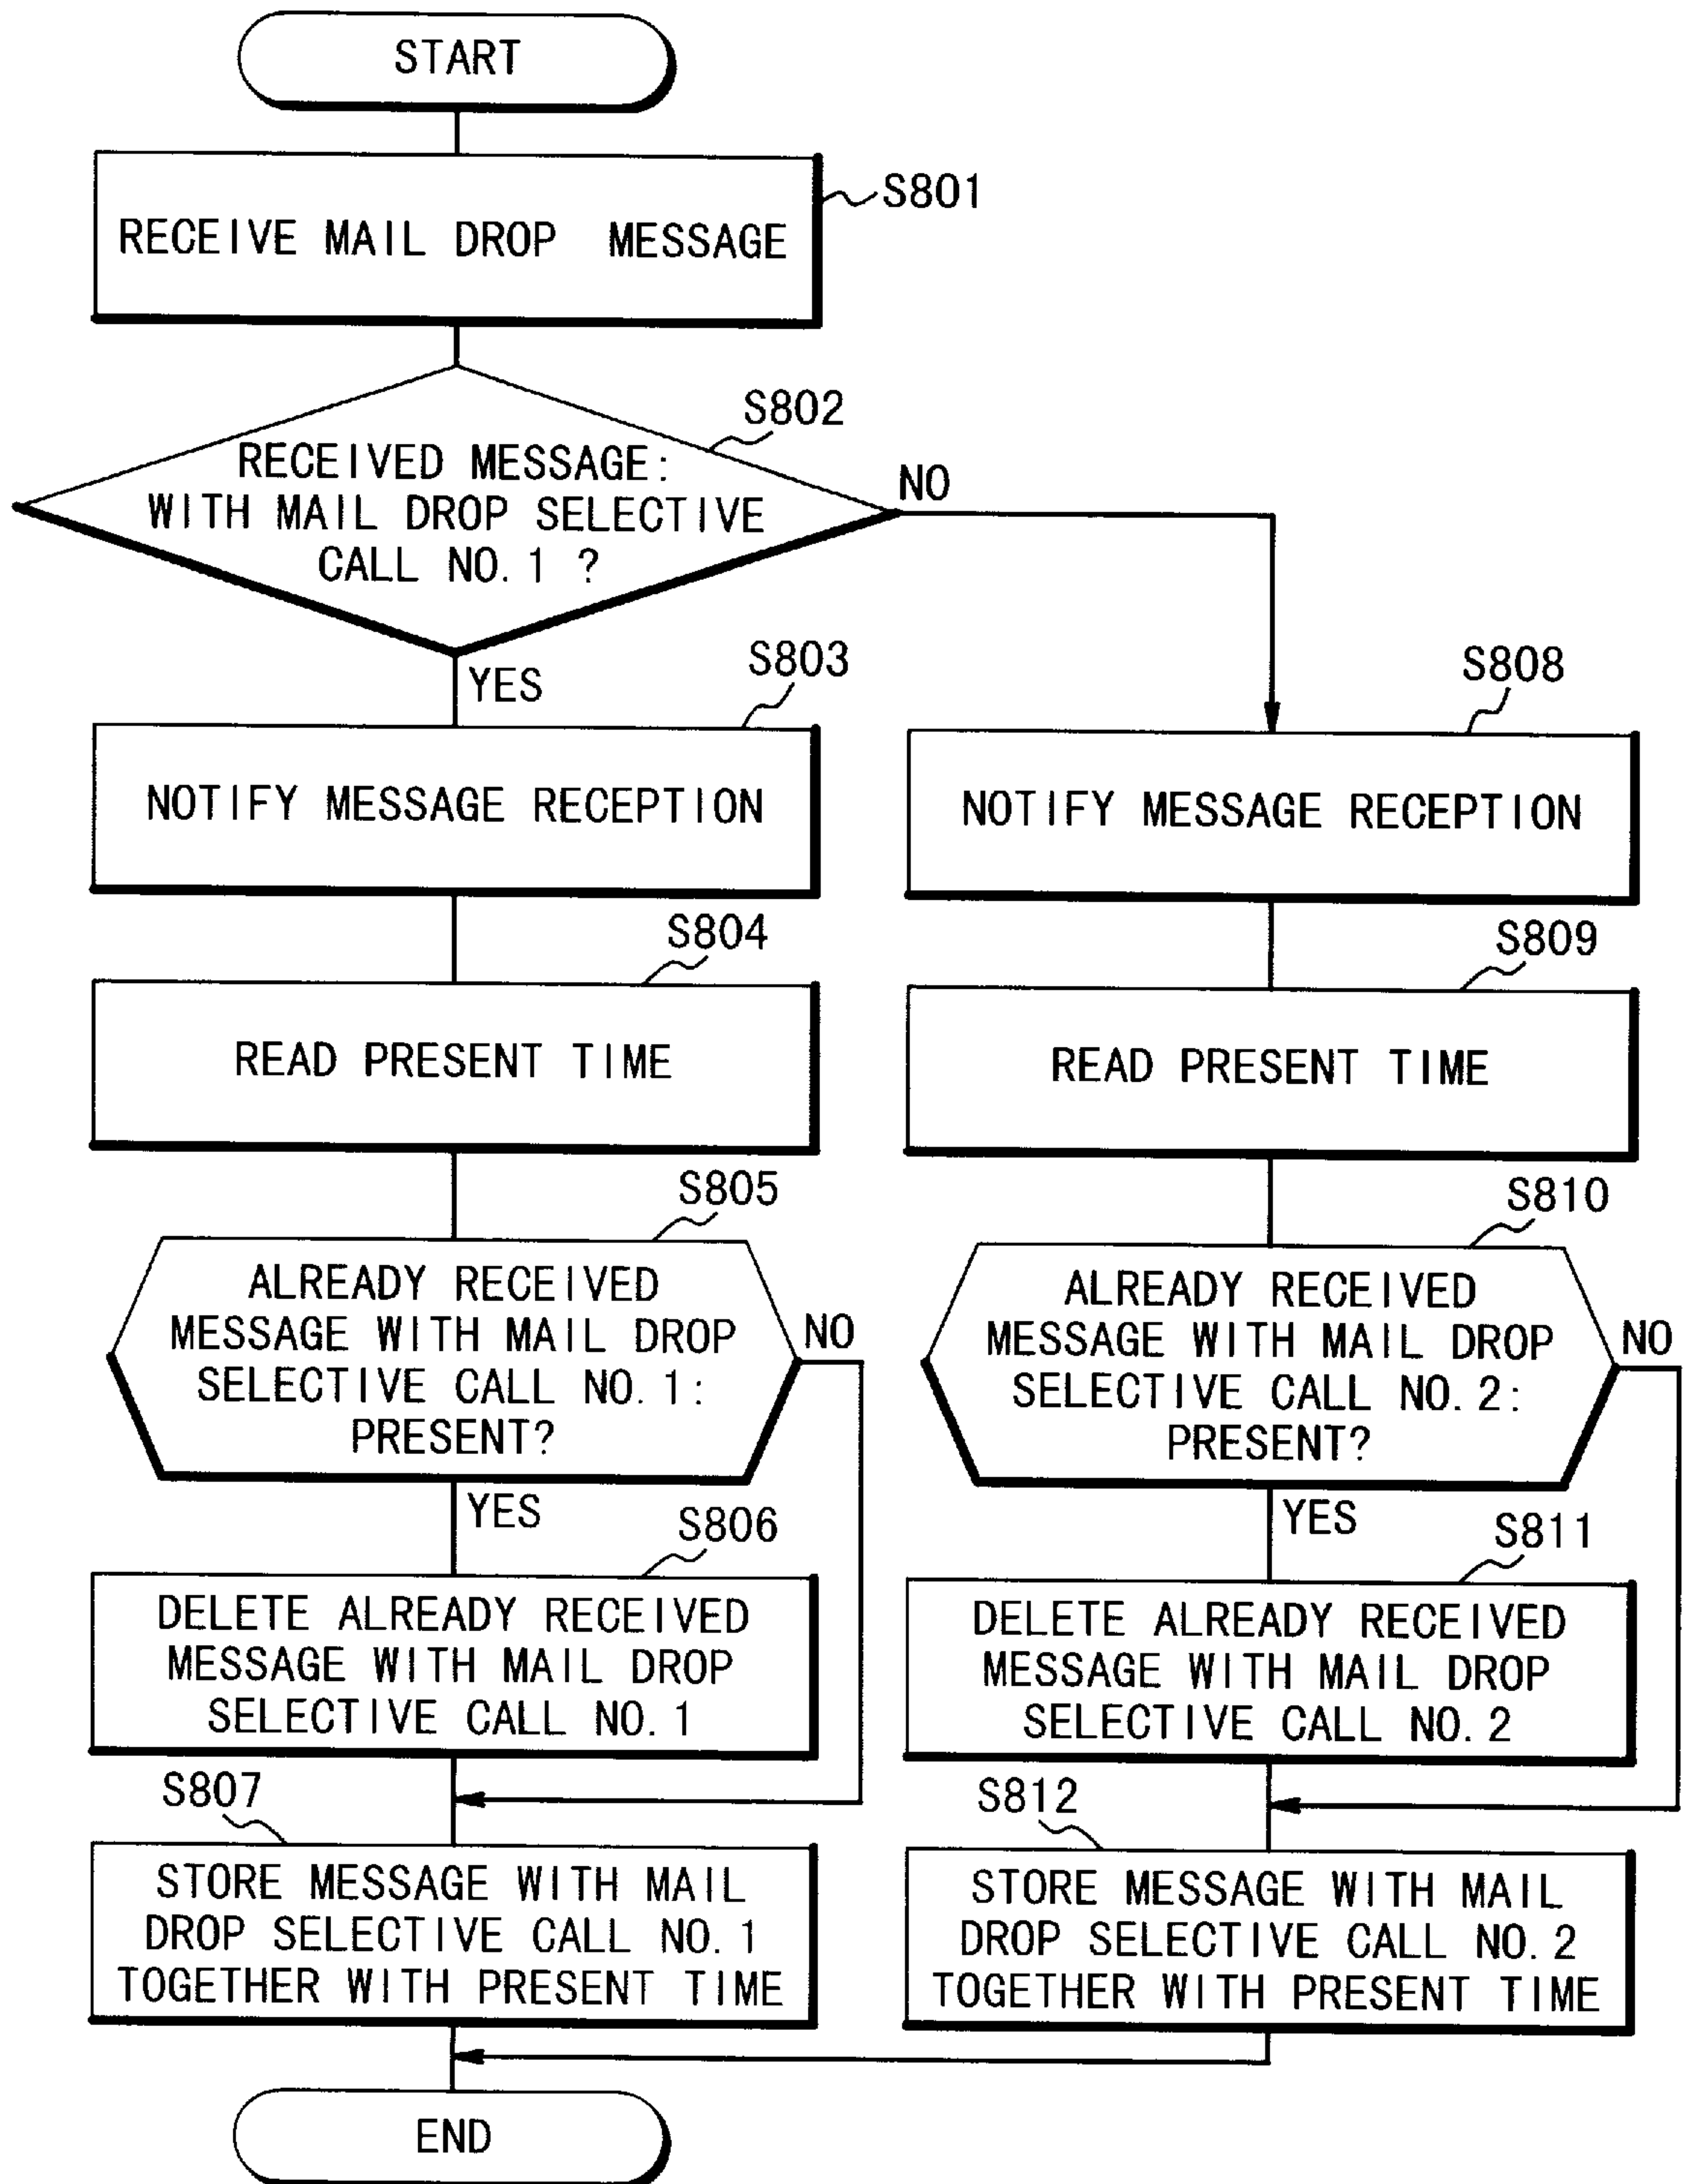 START
S801
RECEIVE MAIL DROP MESSAGE
S802
RECEIVED MESSAGE:
WITH MAIL DROP SELECTIVE
CALL NO.1 ?
NO
YES
S803
NOTIFY MESSAGE RECEPTION
S804
READ PRESENT TIME
S805
ALREADY RECEIVED
MESSAGE WITH MAIL DROP
SELECTIVE CALL NO.1:
PRESENT?
NO
YES
S806
DELETE ALREADY RECEIVED
MESSAGE WITH MAIL DROP
SELECTIVE CALL NO.1
S807
STORE MESSAGE WITH MAIL
DROP SELECTIVE CALL NO.1
TOGETHER WITH PRESENT TIME
S808
NOTIFY MESSAGE RECEPTION
S809
READ PRESENT TIME
S810
ALREADY RECEIVED
MESSAGE WITH MAIL DROP
SELECTIVE CALL NO.2:
PRESENT?
NO
YES
S811
DELETE ALREADY RECEIVED
MESSAGE WITH MAIL DROP
SELECTIVE CALL NO.2
S812
STORE MESSAGE WITH MAIL
DROP SELECTIVE CALL NO.2
TOGETHER WITH PRESENT TIME
END